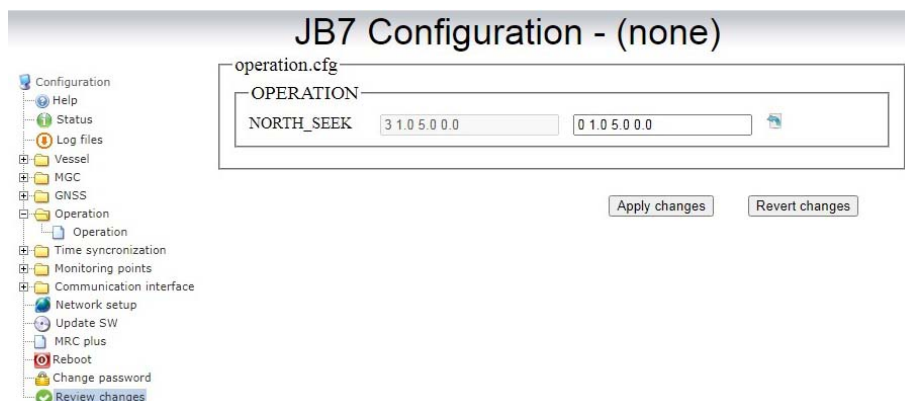 JB7 Configuration - (none)
Configuration
Help
Status
Log files
Vessel
MGC
GNSS
Operation
Operation
Time syncronization
Monitoring points
Communication interface
Network setup
Update SW
MRC plus
Reboot
Change password
Review changes
operation.cfg
OPERATION
NORTH_SEEK 3 1.0 5.0 0.0 0 1.0 5.0 0.0
Apply changes Revert changes